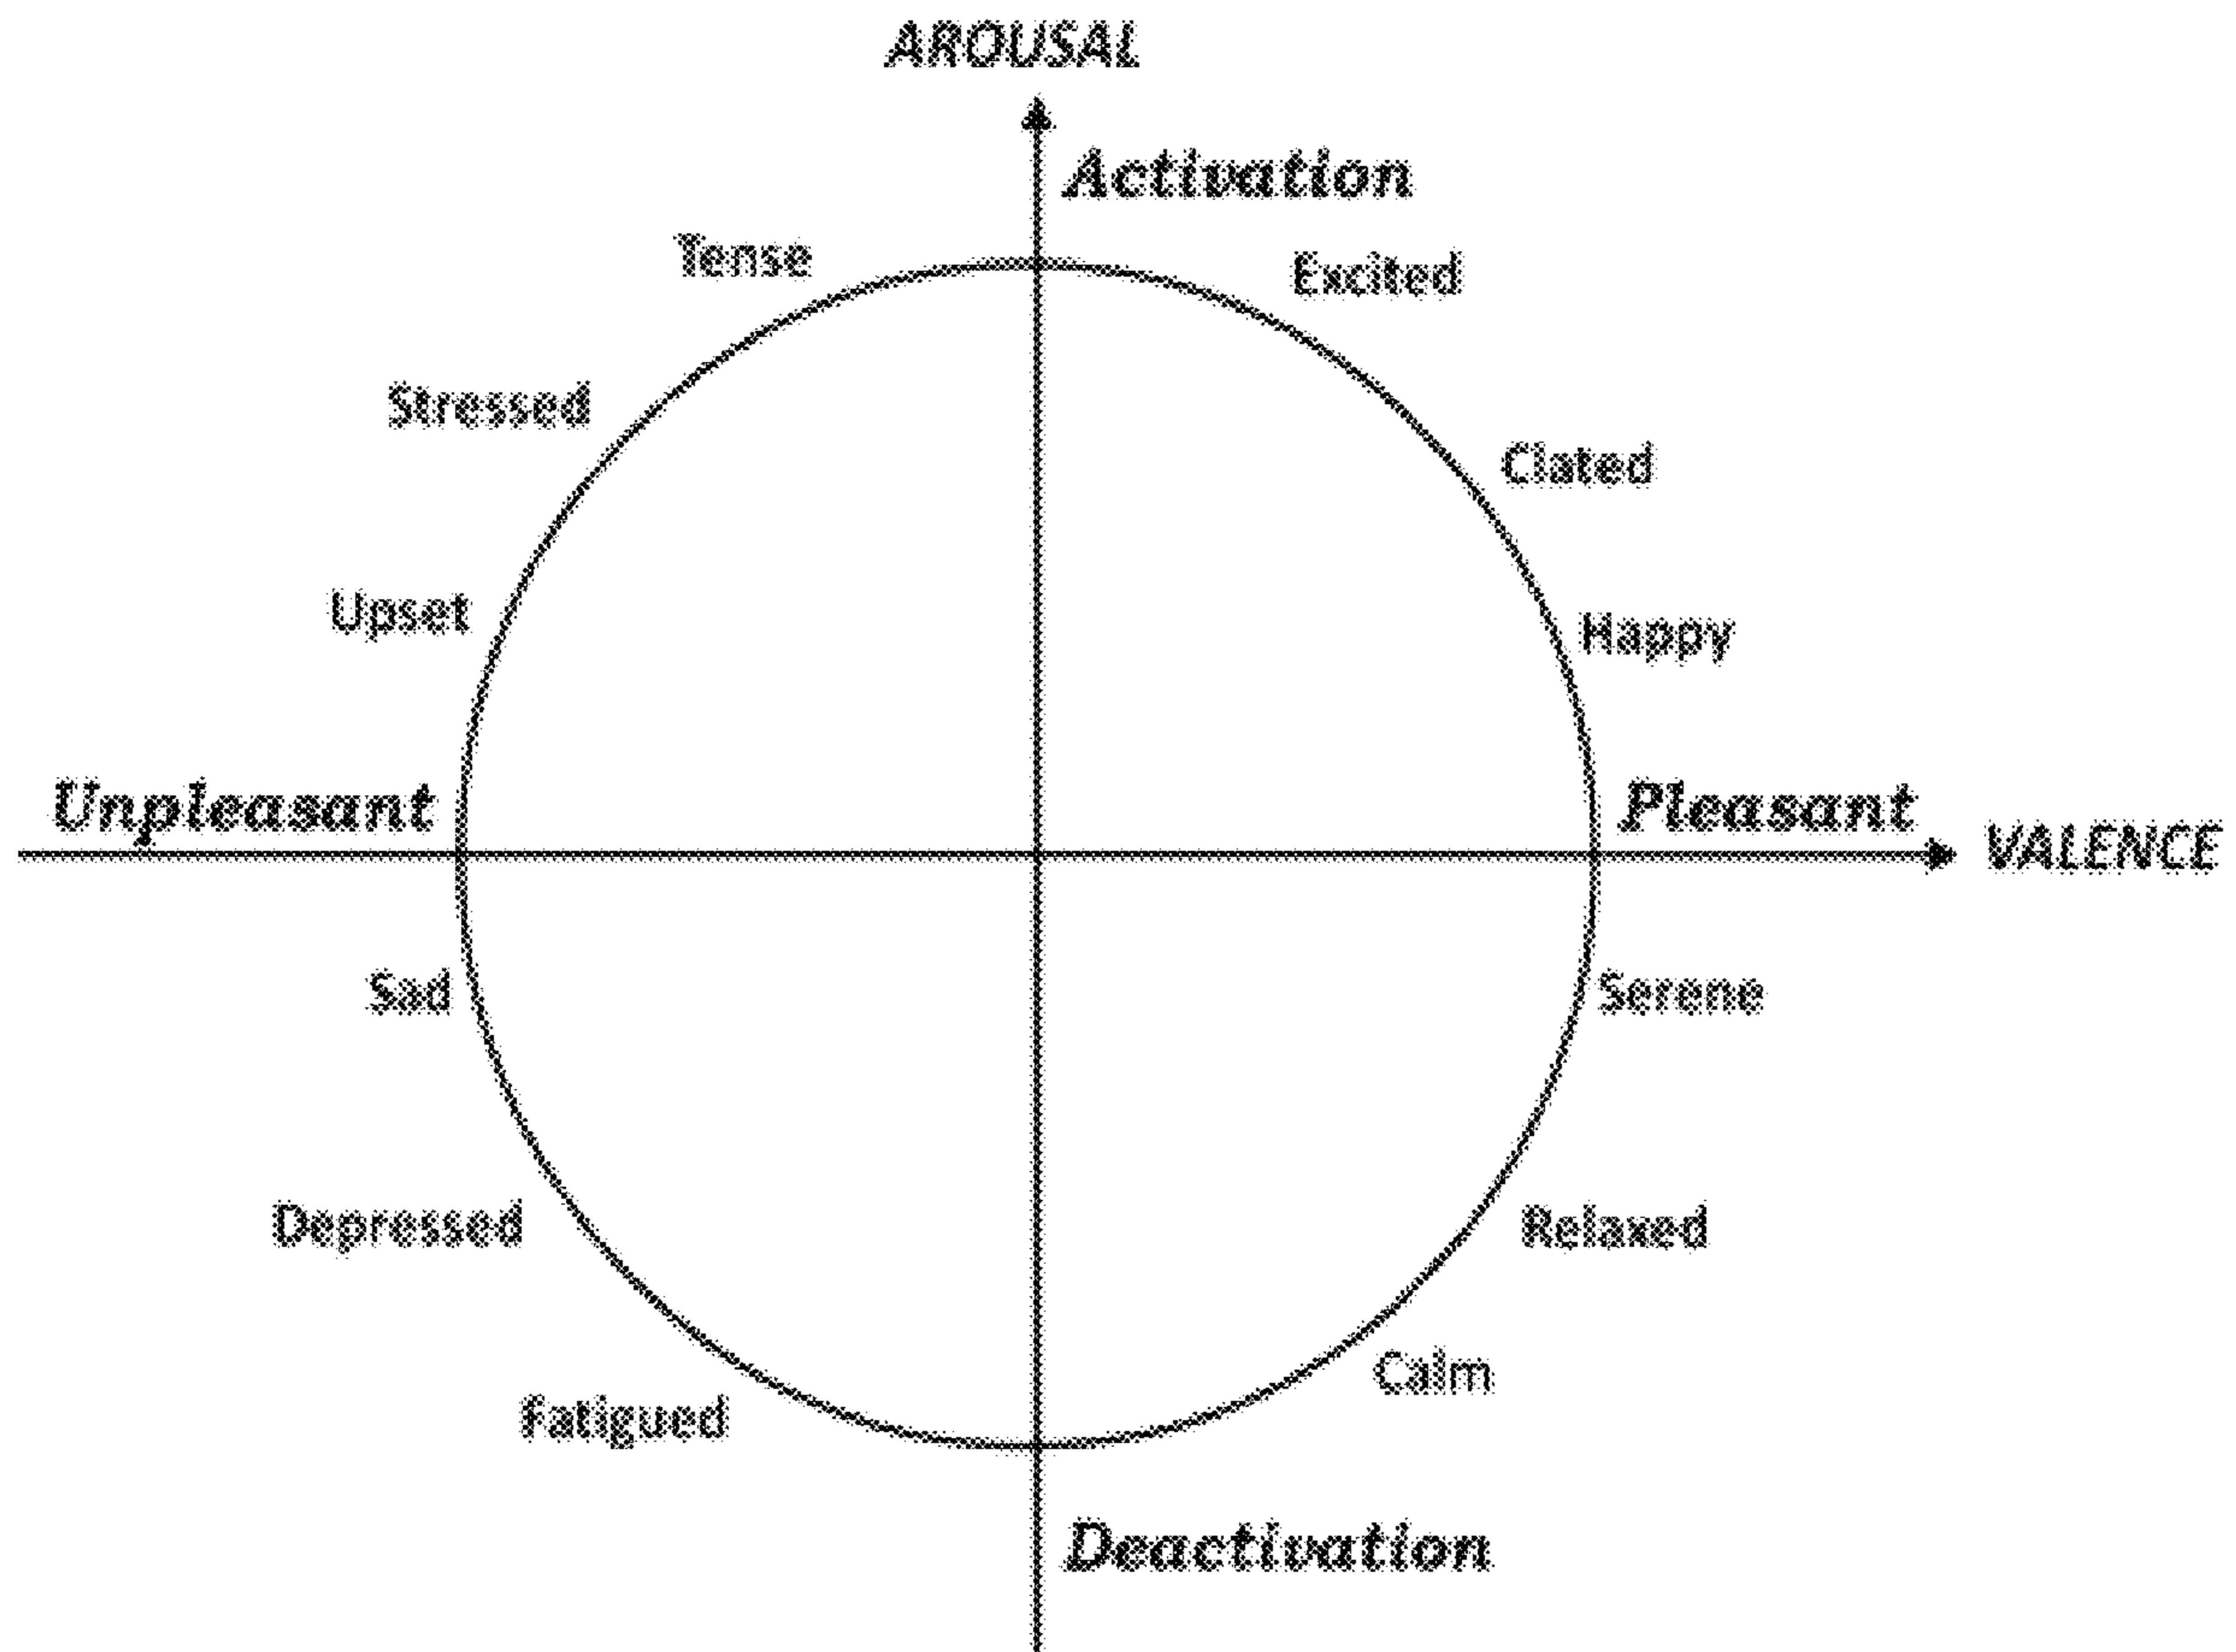 AROUSAL
Activation
Tense
Excited
Stressed
Clated
Upset
Happy
Unpleasant
Pleasant
VALENCE
Sad
Serene
Depressed
Relaxed
Calm
Fatigued
Deactivation